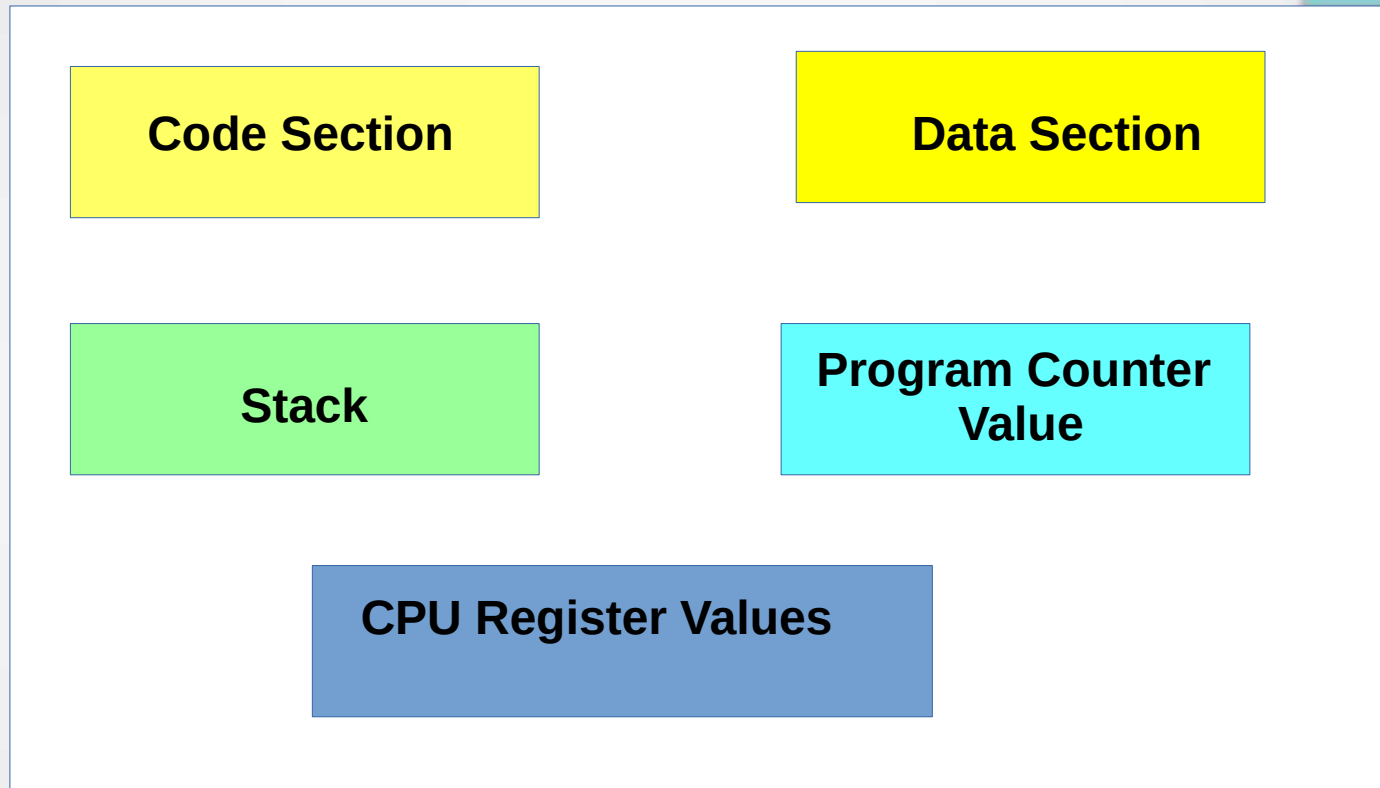 Code Section
Data Section
Stack
Program Counter
Value
CPU Register Values